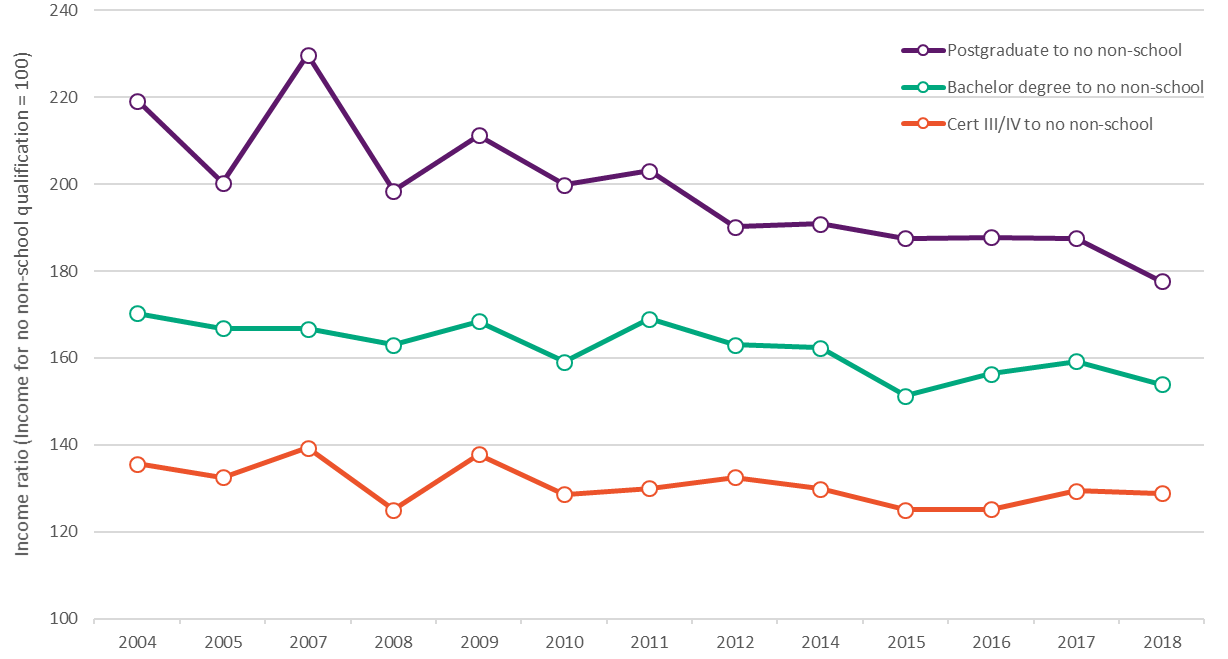 240
220
200
180
160
140
120
100
Income ratio (Income for no non-school qualification = 100)
Postgraduate to no non-school
Bachelor degree to no non-school
Cert III/IV to no non-school
2004 2005 2007 2008 2009 2010 2011 2012 2014 2015 2016 2017 2018